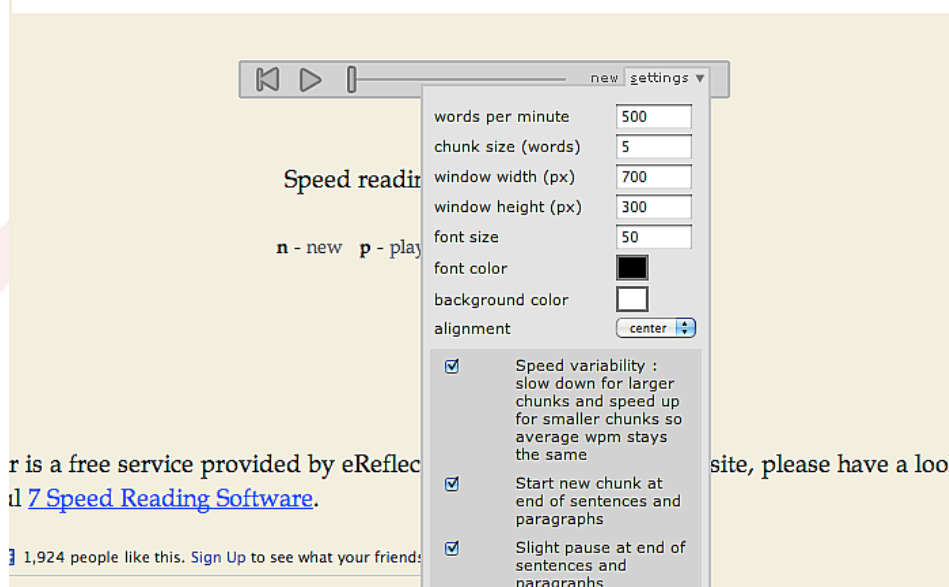 new settings ▼
words per minute 500
chunk size (words) 5
window width (px) 700
Speed readin
window height (px) 300
n - new p - play
font size 50
font color
background color
alignment center
Speed variability :
slow down for larger
chunks and speed up
for smaller chunks so
average wpm stays
the same
r is a free service provided by eReflec site, please have a loo
Start new chunk at
end of sentences and
paragraphs
ul 7 Speed Reading Software.
Slight pause at end of
sentences and
paragraphs
1,924 people like this. Sign Up to see what your friends